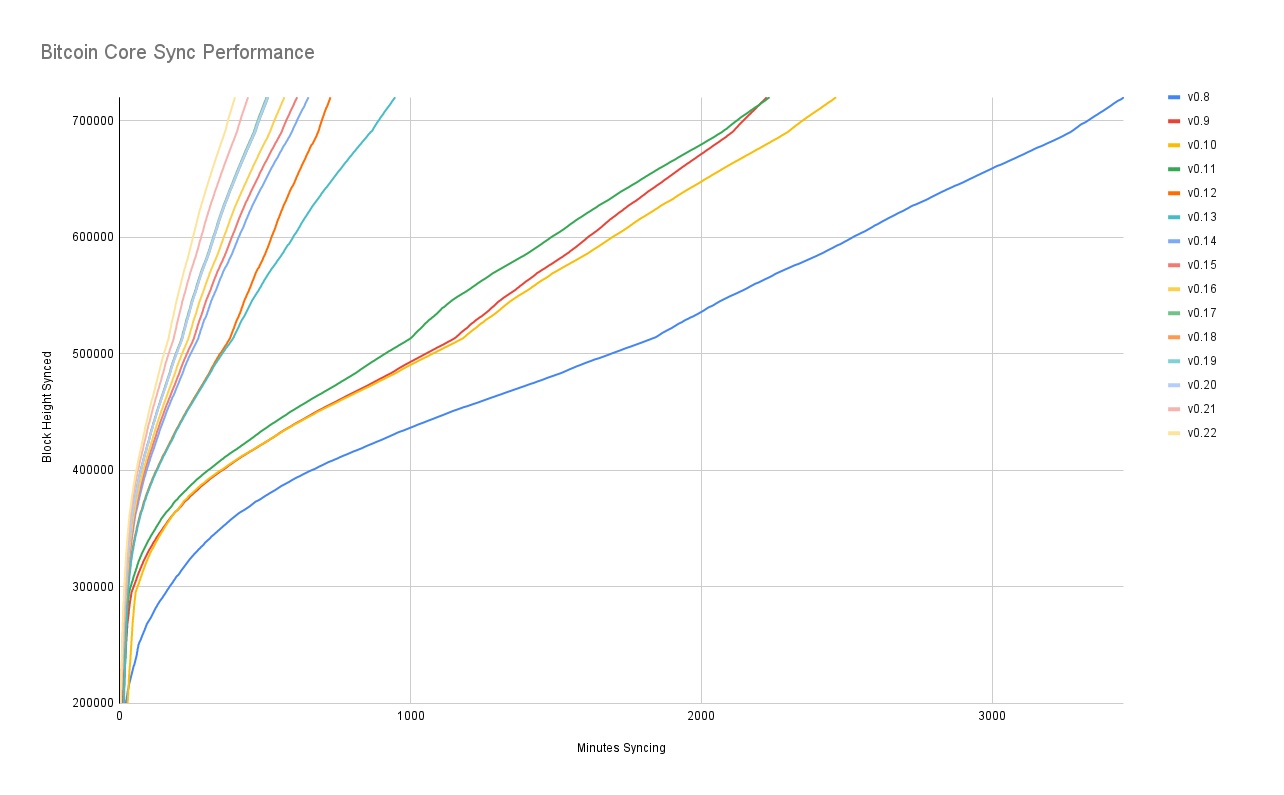 Bitcoin Core Sync Performance
Block Height Synced
700000
600000
500000
400000
300000
200000
0
1000
2000
3000
Minutes Syncing
v0.8
v0.9
v0.10
v0.11
v0.12
v0.13
v0.14
v0.15
v0.16
v0.17
v0.18
v0.19
v0.20
v0.21
v0.22